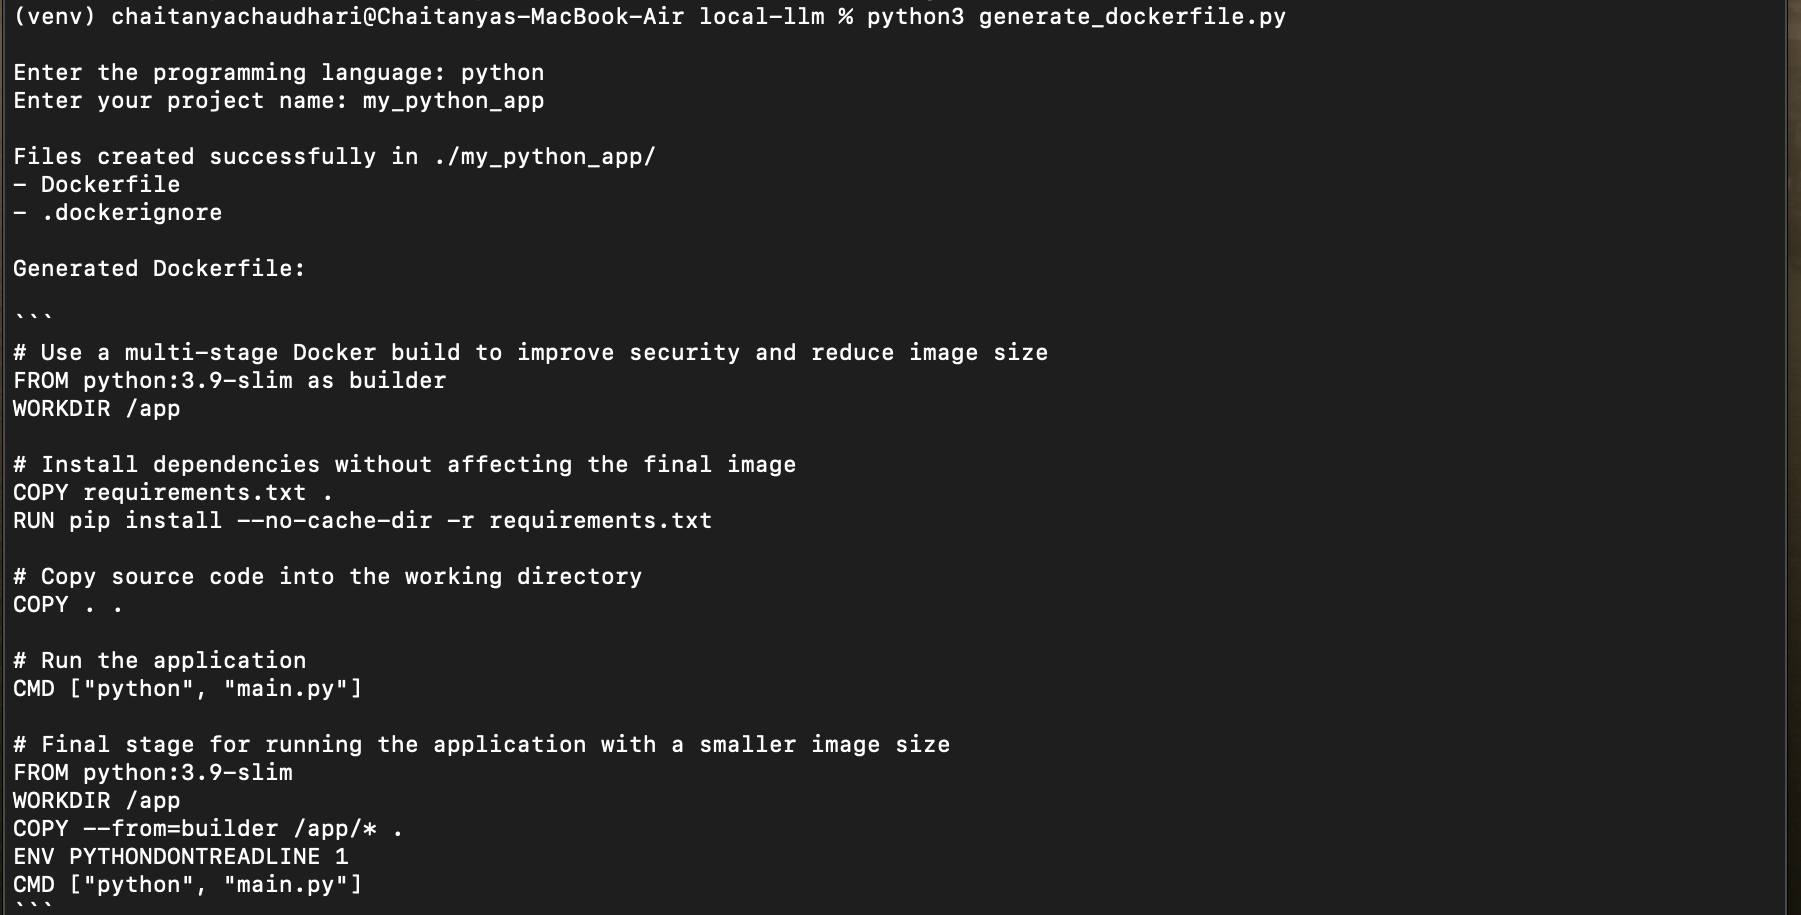 (venv) chaitanyachaudhari@Chaitanyas-MacBook-Air local-llm % python3 generate_dockerfile.py
Enter the programming language: python
Enter your project name: my_python_app
Files created successfully in ./my_python_app/
- Dockerfile
- .dockerignore
Generated Dockerfile:
```
# Use a multi-stage Docker build to improve security and reduce image size
FROM python:3.9-slim as builder
WORKDIR /app
# Install dependencies without affecting the final image
COPY requirements.txt .
RUN pip install --no-cache-dir -r requirements.txt
# Copy source code into the working directory
COPY . .
# Run the application
CMD ["python", "main.py"]
# Final stage for running the application with a smaller image size
FROM python:3.9-slim
WORKDIR /app
COPY --from=builder /app/* .
ENV PYTHONDONTREADLINE 1
CMD ["python", "main.py"]
```